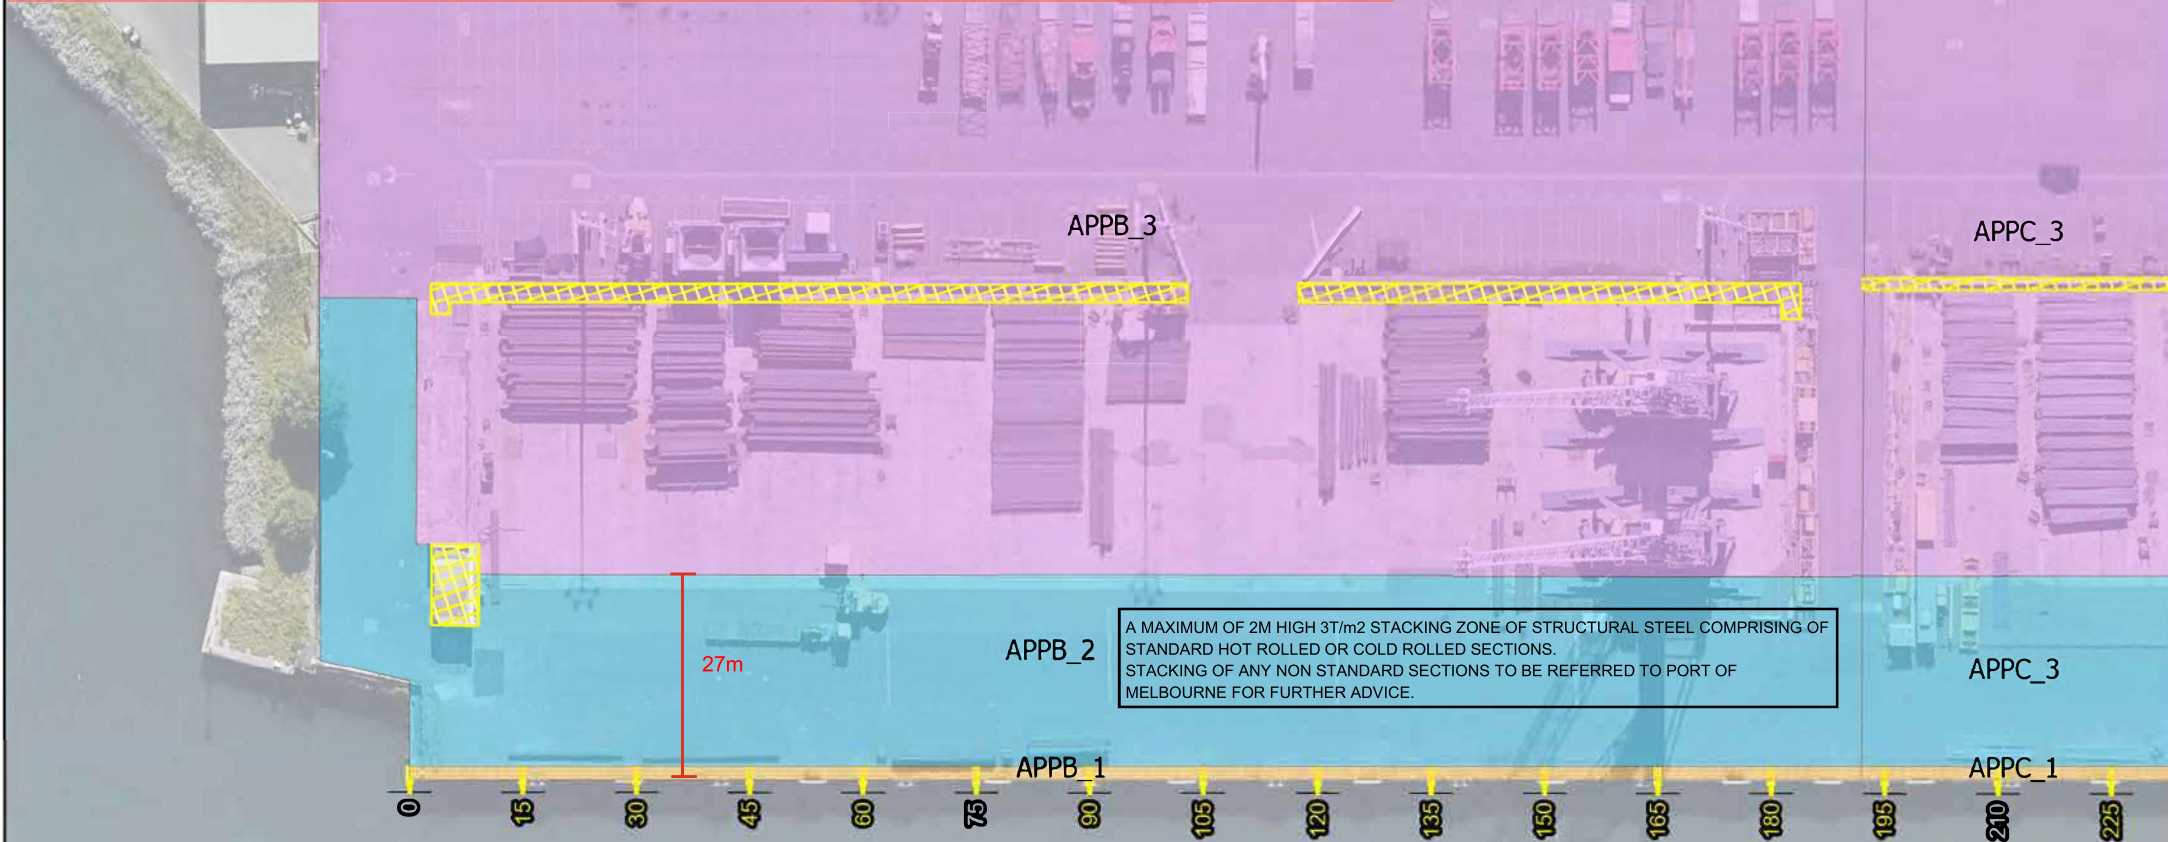 APPB_3
APPC_3
27m
APPB_2
A MAXIMUM OF 2M HIGH 3T/m2 STACKING ZONE OF STRUCTURAL STEEL COMPRISING OF
STANDARD HOT ROLLED OR COLD ROLLED SECTIONS.
STACKING OF ANY NON STANDARD SECTIONS TO BE REFERRED TO PORT OF
MELBOURNE FOR FURTHER ADVICE.
APPC_3
APPB_1
APPC_1
0
15
30
45
60
75
90
105
120
135
150
165
180
195
210
225